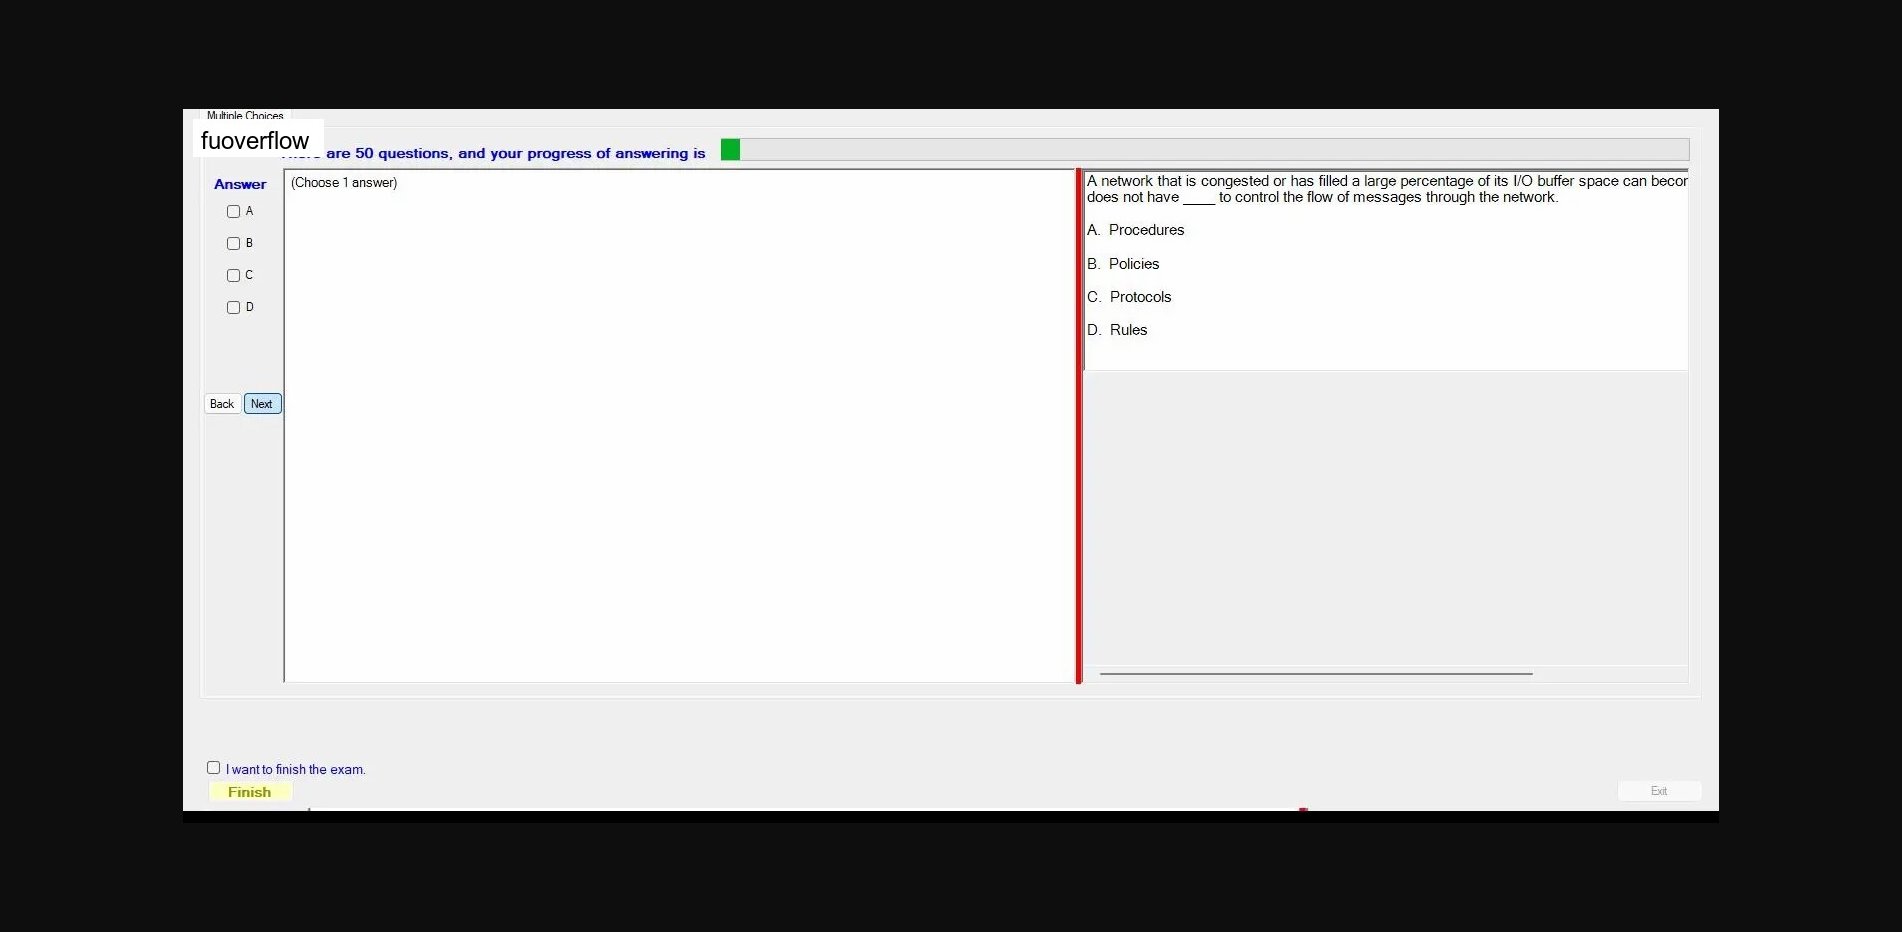 Multiple Choices
fuoverflow
are 50 questions, and your progress of answering is
Answer
(Choose 1 answer)
A
B
C
D
Back Next
A network that is congested or has filled a large percentage of its I/O buffer space can
does not have ____ to control the flow of messages through the network.
A. Procedures
B. Policies
C. Protocols
D. Rules
I want to finish the exam.
Finish
Exit